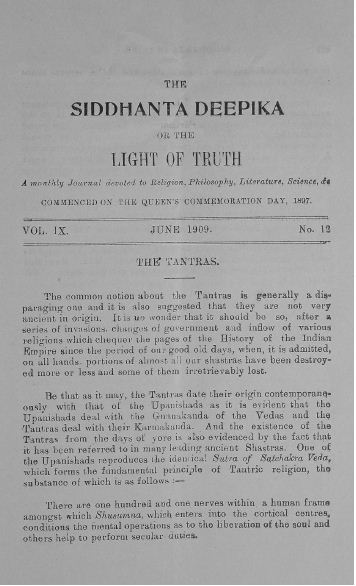 THE
SIDDHANTA DEEPIKA
OR THE
LIGHT OF TRUTH
A monthly Journal devoted to Religion, Philosophy, Literature, Science, &c
COMMENCED ON THE QUEEN'S COMMEMORATION DAY, 1897.
VOL. IX. JUNE 1909. No. 12
THE TANTRAS.
The common notion about the Tantras is generally a dis-
paraging one and it is also suggested that they are not very
ancient in origin. It is no wonder that it should be so, after a
series of invasions, changes of government and inflow of various
religions which chequer the pages of the History of the Indian
Empire since the period of our good old days, when, it is admitted,
on all hands, portions of almost all our shastras have been destroy-
ed more or less and some of them irretrievably lost.
Be that as it may, the Tantras date their origin contemporane-
ously with that of the Upanishads as it is evident that the
Upanishads deal with the Gnanakanda of the Vedas and the
Tantras deal with their Karmakanda. And the existence of the
Tantras from the days of yore is also evidenced by the fact that
it has been referred to in many leading ancient Shastras. One of
the Upanishads reproduces the identical Sutra of Satchakra Veda,
which forms the fundamental principle of Tantric religion, the
substance of which is as follows :—
There are one hundred and one nerves within a human frame
amongst which Shusumna, which enters into the cortical centres,
conditions the mental operations as to the liberation of the soul and
others help to perform secular duties.